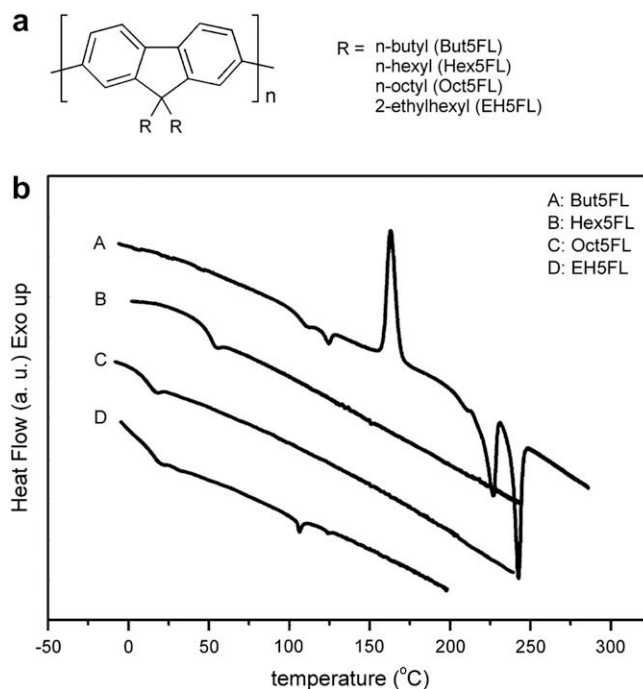 a
n
R R
R = n-butyl (But5FL)
n-hexyl (Hex5FL)
n-octyl (Oct5FL)
2-ethylhexyl (EH5FL)
b
Heat Flow (a. u.) Exo up
A
B
C
D
A: But5FL
B: Hex5FL
C: Oct5FL
D: EH5FL
-50 0 50 100 150 200 250 300
temperature (°C)